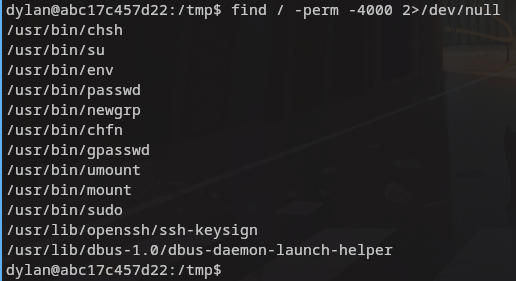 dylan@abc17c457d22:/tmp$ find / -perm -4000 2>/dev/null
/usr/bin/chsh
/usr/bin/su
/usr/bin/env
/usr/bin/passwd
/usr/bin/newgrp
/usr/bin/chfn
/usr/bin/gpasswd
/usr/bin/umount
/usr/bin/mount
/usr/bin/sudo
/usr/lib/openssh/ssh-keysign
/usr/lib/dbus-1.0/dbus-daemon-launch-helper
dylan@abc17c457d22:/tmp$